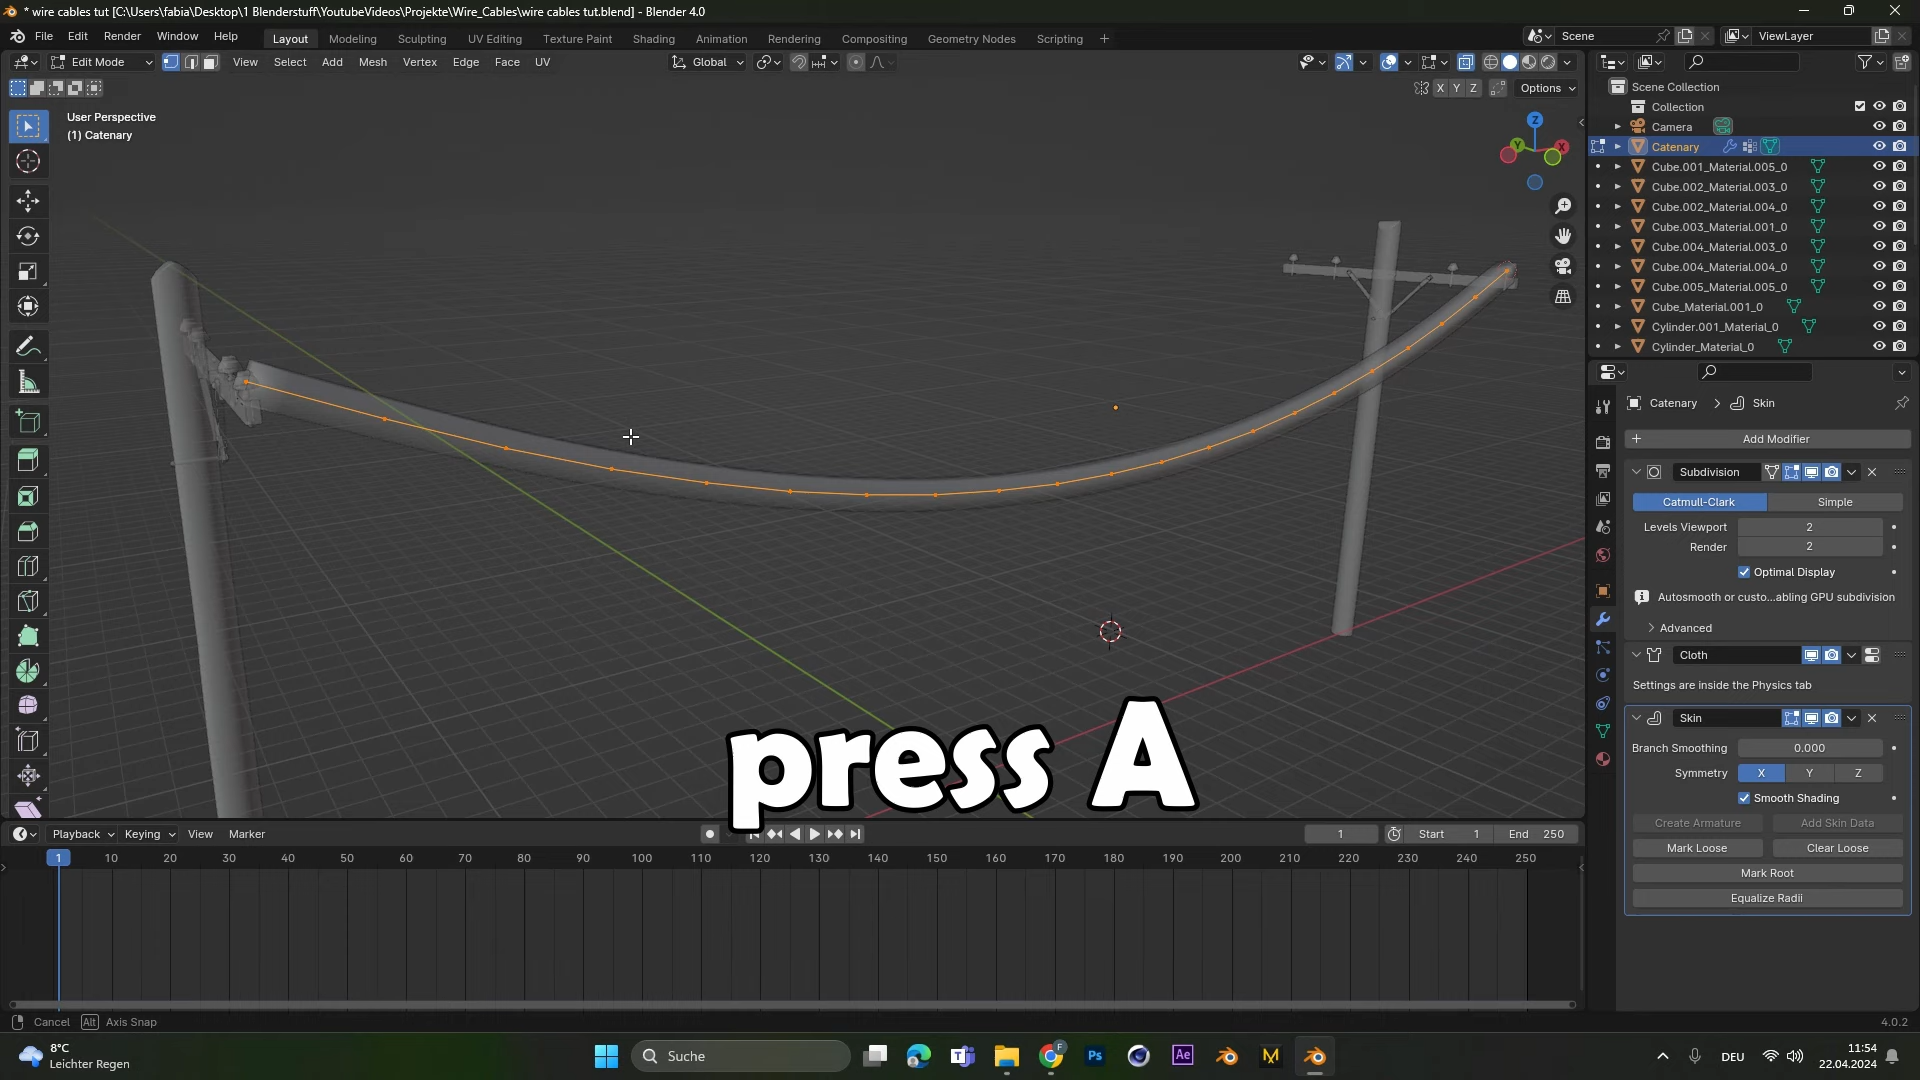 * wire cables tut [C:\Users\fabia\Desktop\1 Blenderstuff\YoutubeVideos\Projekte\Wire_Cables\wire cables tut.blend] - Blender 4.0
File Edit Render Window Help
Layout Modeling Sculpting UV Editing Texture Paint Shading Animation Rendering Compositing Geometry Nodes Scripting +
Scene
ViewLayer
Edit Mode
View Select Add Mesh Vertex Edge Face UV
Global
X Y Z
Options
User Perspective
(1) Catenary
Z
Y
X
Scene Collection
Collection
Camera
Catenary
Cube.001_Material.005_0
Cube.002_Material.003_0
Cube.002_Material.004_0
Cube.003_Material.001_0
Cube.004_Material.003_0
Cube.004_Material.004_0
Cube.005_Material.005_0
Cube_Material.001_0
Cylinder.001_Material_0
Cylinder_Material_0
Catenary > Skin
+ Add Modifier
Subdivision
Catmull-Clark Simple
Levels Viewport 2
Render 2
Optimal Display
Autosmooth or custo...abling GPU subdivision
Advanced
Cloth
Settings are inside the Physics tab
Skin
Branch Smoothing 0.000
Symmetry X Y Z
Smooth Shading
Create Armature Add Skin Data
Mark Loose Clear Loose
Mark Root
Equalize Radii
press A
Playback Keying View Marker
1 Start 1 End 250
1 10 20 30 40 50 60 70 80 90 100 110 120 130 140 150 160 170 180 190 200 210 220 230 240 250
Cancel Alt Axis Snap
4.0.2
8°C
Leichter Regen
Suche
F
Ps
Ae
M
DEU
11:54
22.04.2024